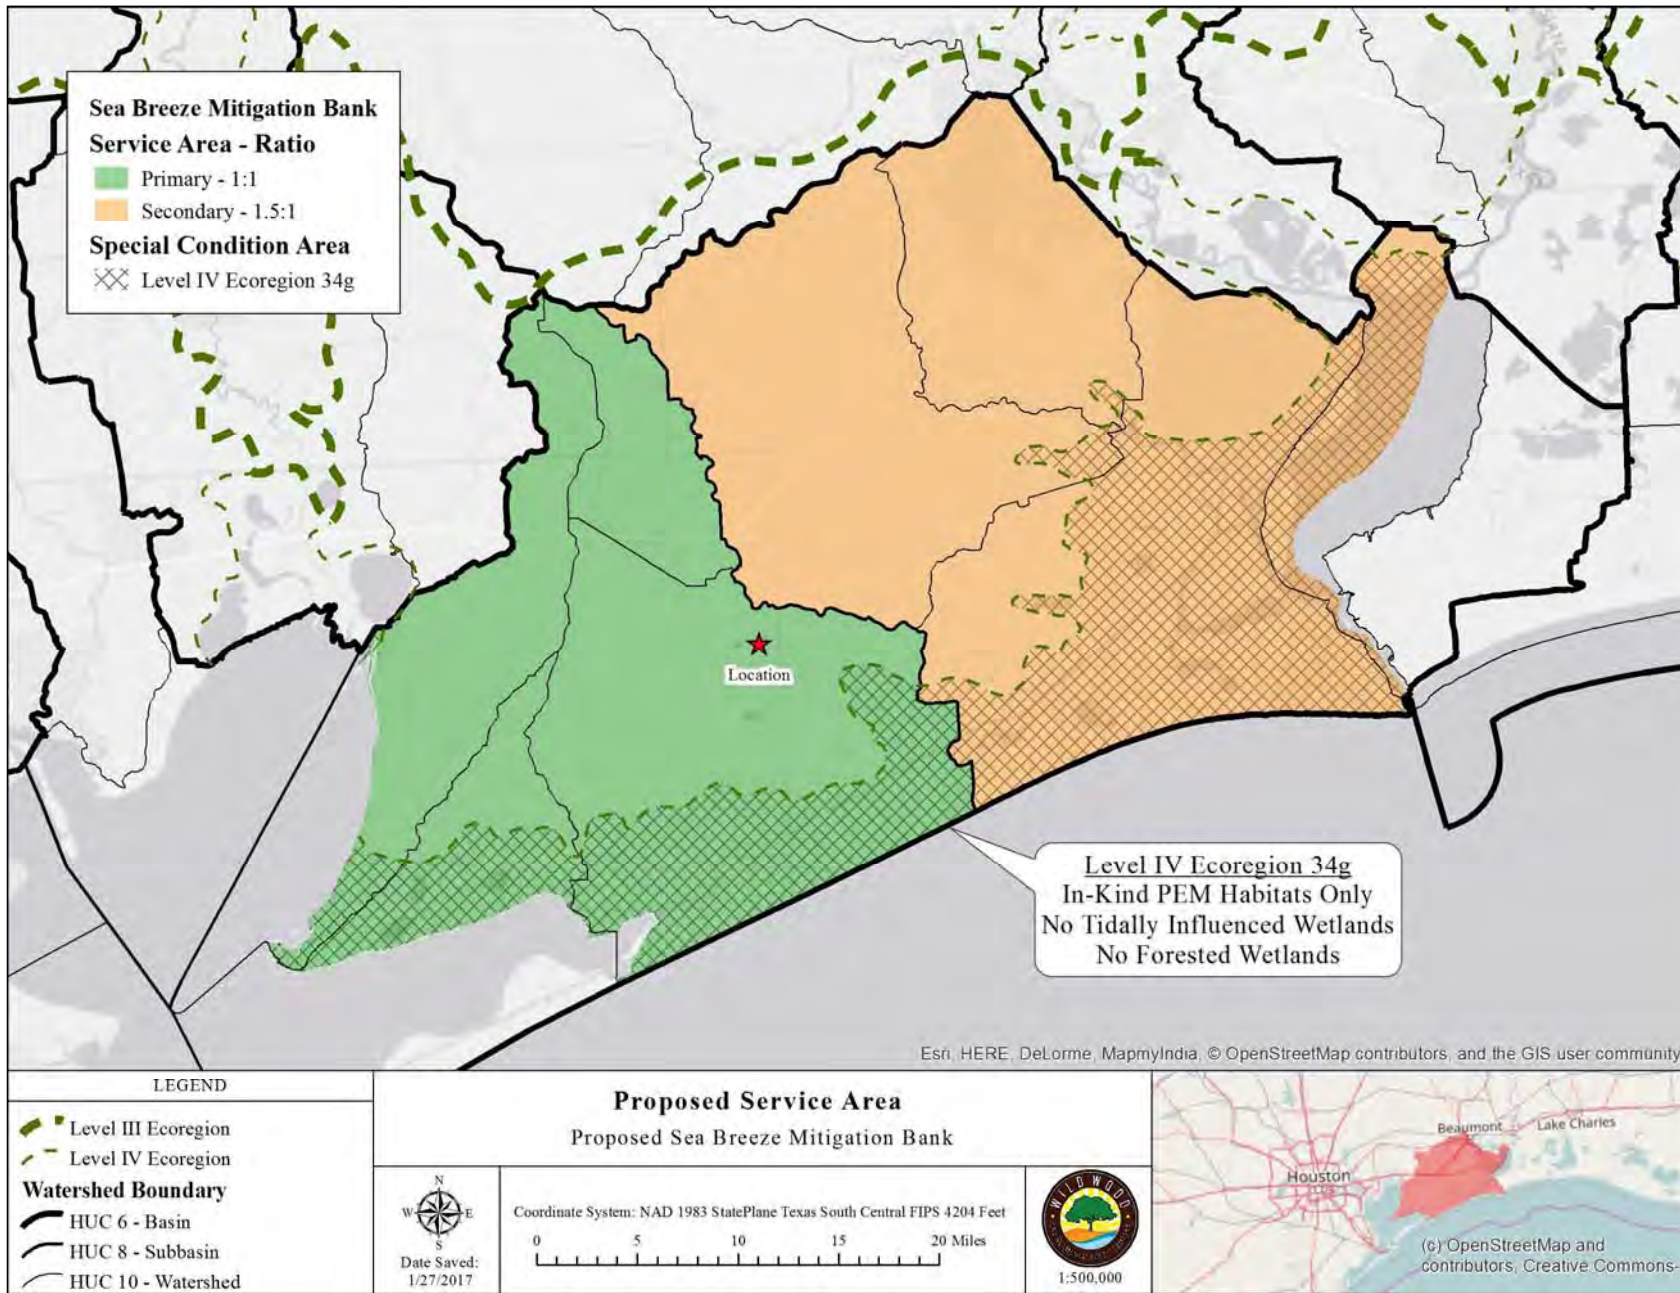 Sea Breeze Mitigation Bank
Service Area - Ratio
Primary - 1:1
Secondary - 1.5:1
Special Condition Area
Level IV Ecoregion 34g
Location
Level IV Ecoregion 34g
In-Kind PEM Habitats Only
No Tidally Influenced Wetlands
No Forested Wetlands
Esri, HERE, DeLorme, MapmyIndia, © OpenStreetMap contributors, and the GIS user community
LEGEND
Level III Ecoregion
Level IV Ecoregion
Watershed Boundary
HUC 6 - Basin
HUC 8 - Subbasin
HUC 10 - Watershed
Proposed Service Area
Proposed Sea Breeze Mitigation Bank
N
W E
S
Date Saved:
1/27/2017
Coordinate System: NAD 1983 StatePlane Texas South Central FIPS 4204 Feet
0 5 10 15 20 Miles
WILDWOOD
1:500,000
Beaumont
Lake Charles
Houston
(c) OpenStreetMap and
contributors, Creative Commons-